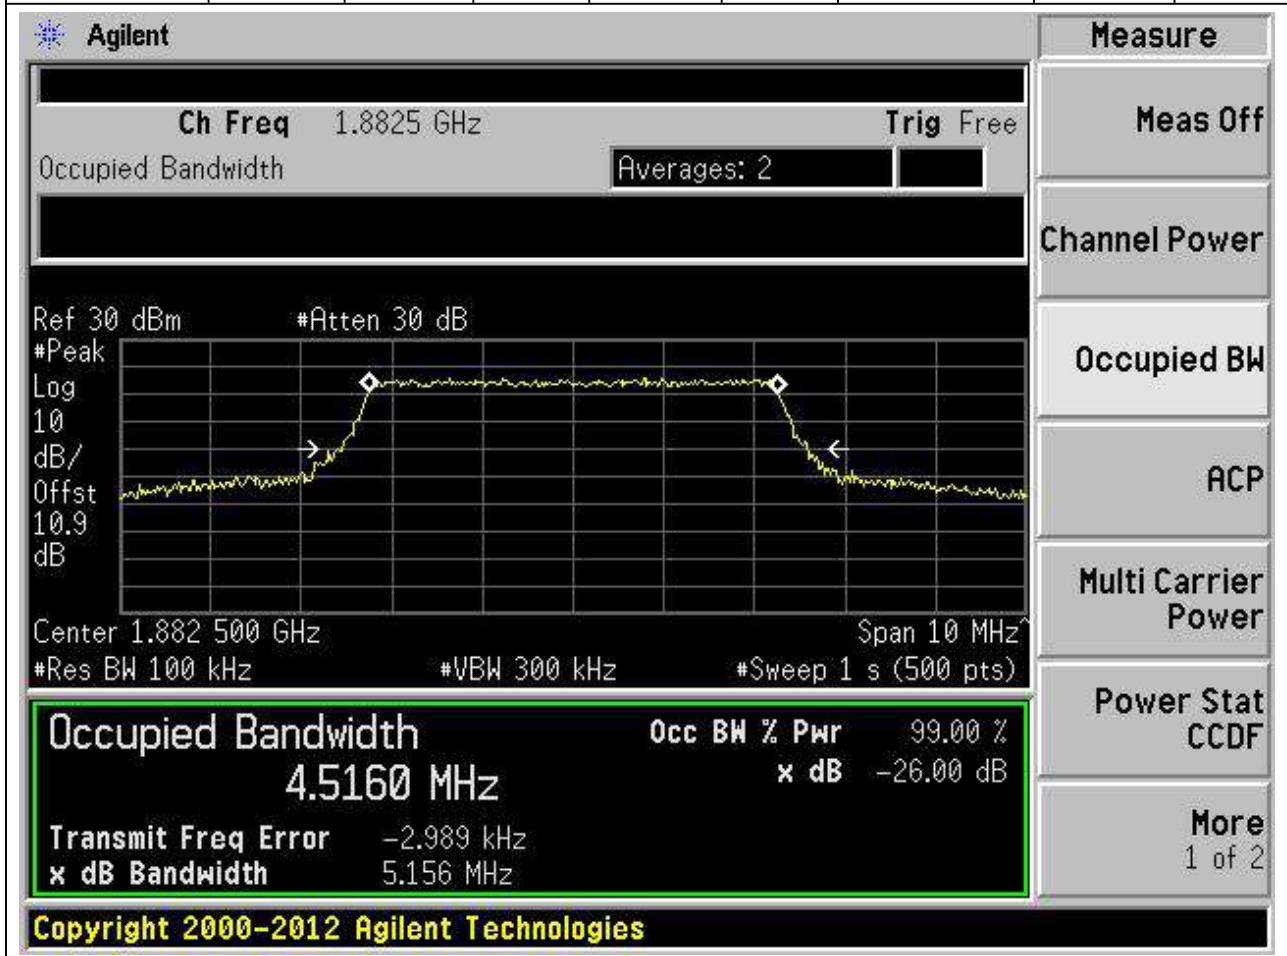 Agilent
Measure
Ch Freq 1.8825 GHz Trig Free
Occupied Bandwidth Averages: 2
Ref 30 dBm #Atten 30 dB
#Peak
Log
10
dB/
Offst
10.9
dB
Center 1.882 500 GHz Span 10 MHz^
#Res BW 100 kHz #VBW 300 kHz #Sweep 1 s (500 pts)
Occupied Bandwidth
4.5160 MHz
Occ BW % Pwr 99.00 %
x dB -26.00 dB
Transmit Freq Error -2.989 kHz
x dB Bandwidth 5.156 MHz
Copyright 2000-2012 Agilent Technologies
Meas Off
Channel Power
Occupied BW
ACP
Multi Carrier
Power
Power Stat
CCDF
More
1 of 2